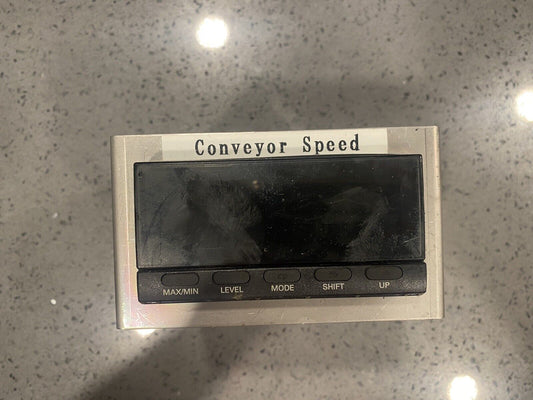 Conveyor Speed
MAX/MIN LEVEL MODE SHIFT UP